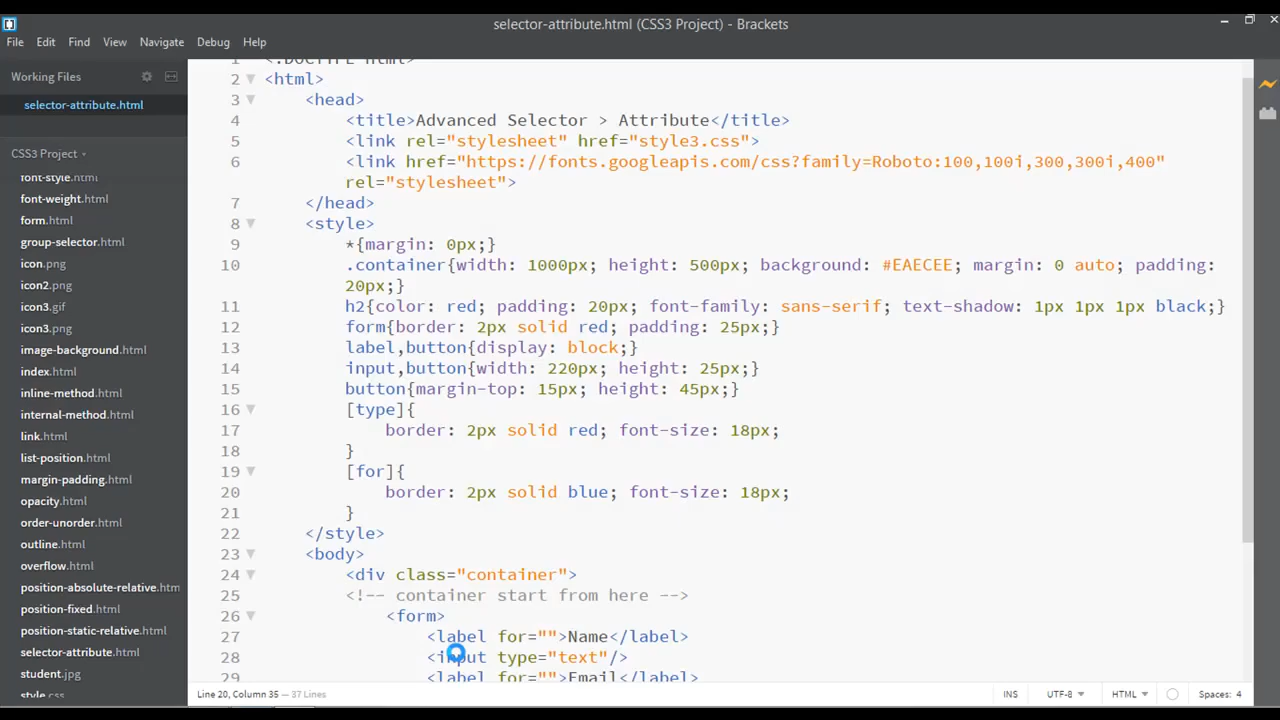 selector-attribute.html (CSS3 Project) - Brackets
File Edit Find View Navigate Debug Help
Working Files
selector-attribute.html
CSS3 Project
font-style.html
font-weight.html
form.html
group-selector.html
icon.png
icon2.png
icon3.gif
icon3.png
image-background.html
index.html
inline-method.html
internal-method.html
link.html
list-position.html
margin-padding.html
opacity.html
order-unorder.html
outline.html
overflow.html
position-absolute-relative.htm
position-fixed.html
position-static-relative.html
selector-attribute.html
student.jpg
style.css
1 <!DOCTYPE html>
2 <html>
3 <head>
4 <title>Advanced Selector > Attribute</title>
5 <link rel="stylesheet" href="style3.css">
6 <link href="https://fonts.googleapis.com/css?family=Roboto:100,100i,300,300i,400"
rel="stylesheet">
7 </head>
8 <style>
9 *{margin: 0px;}
10 .container{width: 1000px; height: 500px; background: #EAECEE; margin: 0 auto; padding:
20px;}
11 h2{color: red; padding: 20px; font-family: sans-serif; text-shadow: 1px 1px 1px black;}
12 form{border: 2px solid red; padding: 25px;}
13 label,button{display: block;}
14 input,button{width: 220px; height: 25px;}
15 button{margin-top: 15px; height: 45px;}
16 [type]{
17 border: 2px solid red; font-size: 18px;
18 }
19 [for]{
20 border: 2px solid blue; font-size: 18px;
21 }
22 </style>
23 <body>
24 <div class="container">
25 <!-- container start from here -->
26 <form>
27 <label for="">Name</label>
28 <input type="text"/>
29 <label for="">Email</label>
Line 20, Column 35 — 37 Lines
INS UTF-8 HTML Spaces: 4